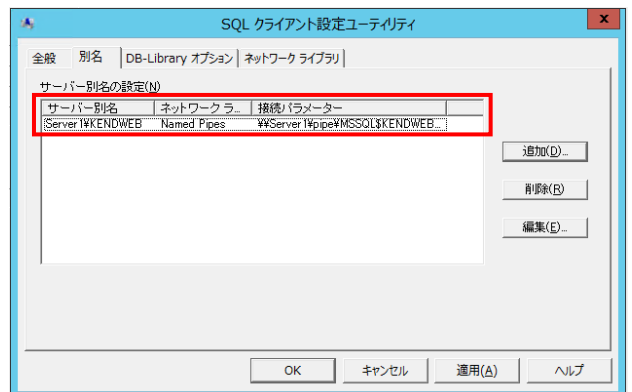 SQL クライアント設定ユーティリティ
x
全般 別名 DB-Library オプション ネットワーク ライブラリ
サーバー別名の設定(N)
サーバー別名 ネットワーク ラ... 接続パラメーター
Server1¥KENDWEB Named Pipes ¥¥Server1¥pipe¥MSSQL$KENDWEB...
追加(D)...
削除(R)
編集(E)...
OK キャンセル 適用(A) ヘルプ